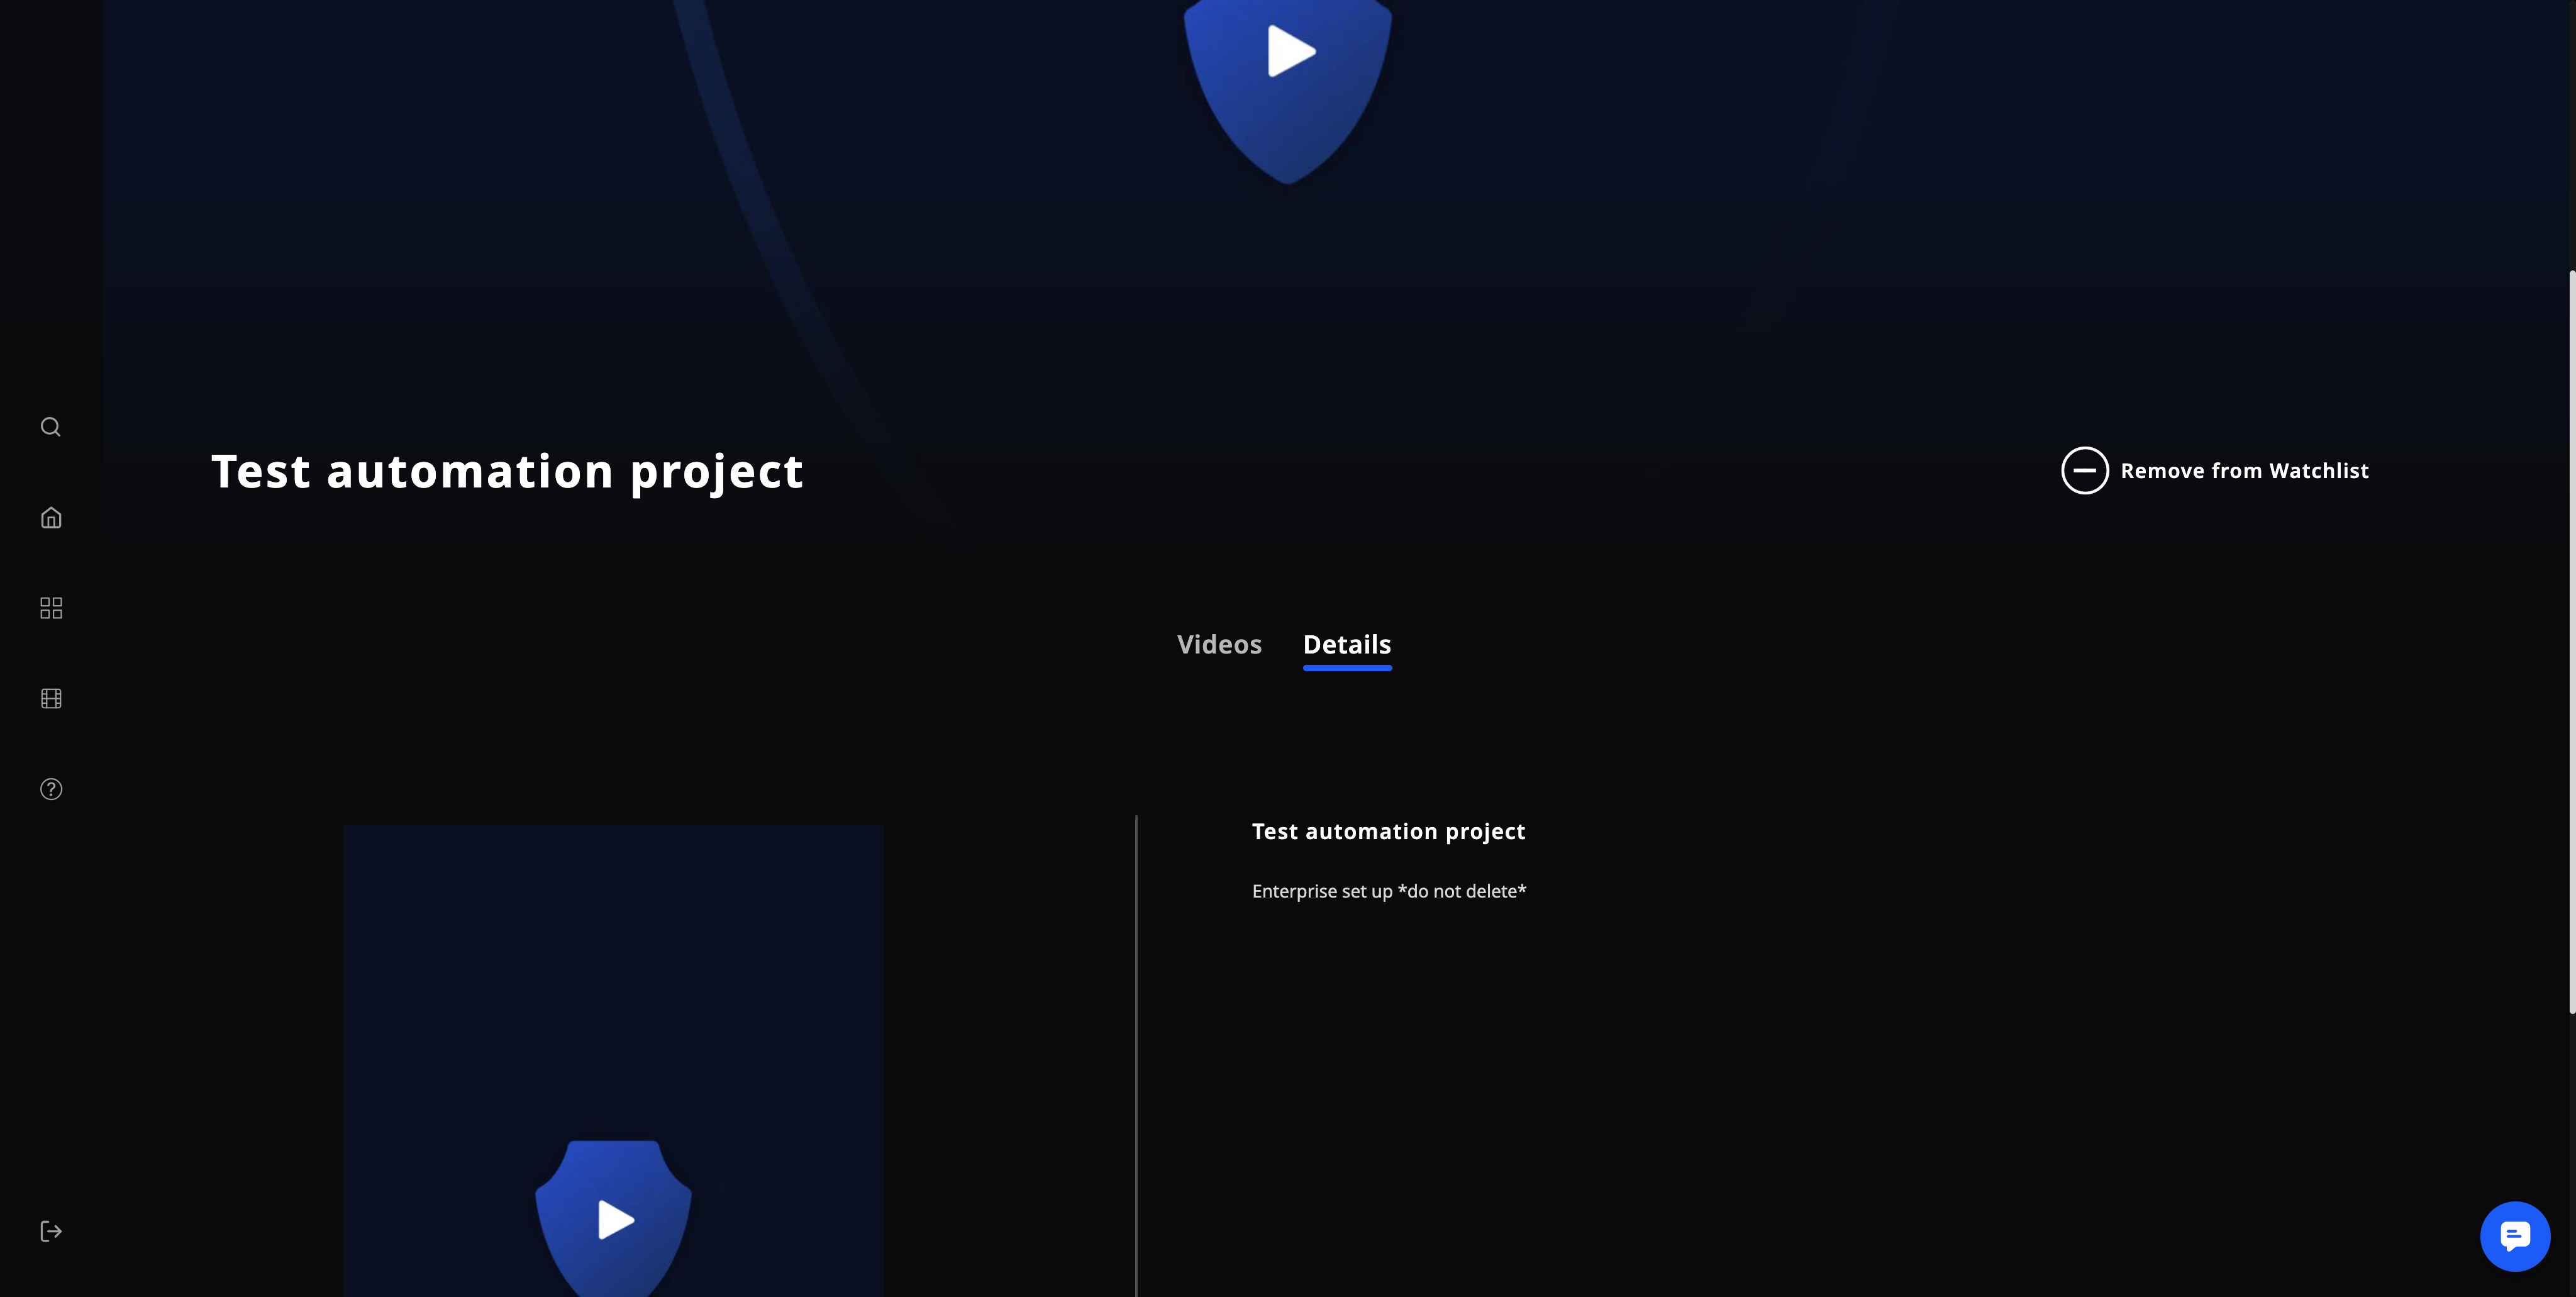 Test automation project
Remove from Watchlist
Videos
Details
Test automation project
Enterprise set up *do not delete*